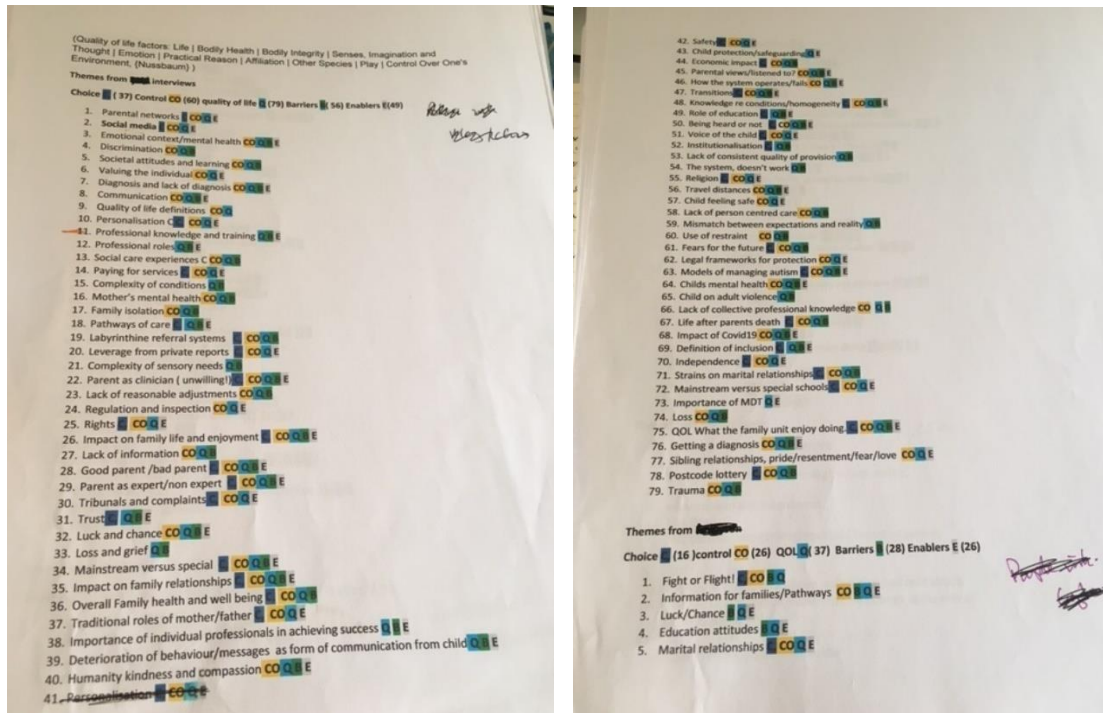 (Quality of life factors: Life | Bodily Health | Bodily Integrity | Senses, Imagination and
Thought | Emotion | Practical Reason | Affiliation | Other Species | Play | Control Over One's
Environment, (Nussbaum) )
Themes from interviews
Choice C ( 37) Control CO (60) quality of life Q (79) Barriers B( 56) Enablers E(49)
1. Parental networks C CO Q E
2. Social media C CO Q E
3. Emotional context/mental health CO Q B E
4. Discrimination CO Q B
5. Societal attitudes and learning CO Q B
6. Valuing the individual CO Q E
7. Diagnosis and lack of diagnosis CO Q B E
8. Communication CO Q B E
9. Quality of life definitions CO Q
10. Personalisation C C CO Q E
11. Professional knowledge and training Q B E
12. Professional roles Q B E
13. Social care experiences C CO Q B
14. Paying for services C CO Q E
15. Complexity of conditions Q B
16. Mother's mental health CO Q B
17. Family isolation CO Q B
18. Pathways of care C Q B E
19. Labyrinthine referral systems C CO Q B
20. Leverage from private reports C CO Q E
21. Complexity of sensory needs Q B
22. Parent as clinician ( unwilling!) C CO Q B E
23. Lack of reasonable adjustments CO Q B
24. Regulation and inspection CO Q E
25. Rights C CO Q E
26. Impact on family life and enjoyment C CO Q B E
27. Lack of information CO Q B
28. Good parent /bad parent C CO Q B E
29. Parent as expert/non expert C CO Q B E
30. Tribunals and complaints C CO Q E
31. Trust C Q B E
32. Luck and chance CO Q B E
33. Loss and grief Q B
34. Mainstream versus special C CO Q B E
35. Impact on family relationships C CO Q B E
36. Overall Family health and well being C CO Q B
37. Traditional roles of mother/father C CO Q E
38. Importance of individual professionals in achieving success Q B E
39. Deterioration of behaviour/messages as form of communication from child Q B E
40. Humanity kindness and compassion CO Q B E
41. Personalisation C CO Q E
42. Safety C CO Q E
43. Child protection/safeguarding Q E
44. Economic impact C CO Q B
45. Parental views/listened to? CO Q B E
46. How the system operates/fails CO Q B E
47. Transitions C CO Q B E
48. Knowledge re conditions/homogeneity C CO Q B E
49. Role of education C Q B E
50. Being heard or not C CO Q B E
51. Voice of the child C CO Q B E
52. Institutionalisation C Q B
53. Lack of consistent quality of provision Q B
54. The system, doesn't work Q B
55. Religion C CO Q E
56. Travel distances CO Q B E
57. Child feeling safe CO Q E
58. Lack of person centred care CO Q B
59. Mismatch between expectations and reality Q B
60. Use of restraint CO Q B
61. Fears for the future C CO Q B
62. Legal frameworks for protection CO Q E
63. Models of managing autism C CO Q B E
64. Childs mental health CO Q B E
65. Child on adult violence Q B
66. Lack of collective professional knowledge CO Q B
67. Life after parents death C CO Q B
68. Impact of Covid19 CO Q B E
69. Definition of inclusion C Q B E
70. Independence C CO Q B E
71. Strains on marital relationships C CO Q B
72. Mainstream versus special schools C CO Q B E
73. Importance of MDT Q E
74. Loss CO Q B
75. QOL What the family unit enjoy doing. C CO Q B E
76. Getting a diagnosis CO Q B E
77. Sibling relationships, pride/resentment/fear/love CO Q E
78. Postcode lottery C CO Q B
79. Trauma CO Q B
Themes from
Choice C (16 )control CO (26) QOL Q( 37) Barriers B (28) Enablers E (26)
1. Fight or Flight! C CO B Q
2. Information for families/Pathways CO B Q E
3. Luck/Chance B Q E
4. Education attitudes B Q E
5. Marital relationships C CO Q E